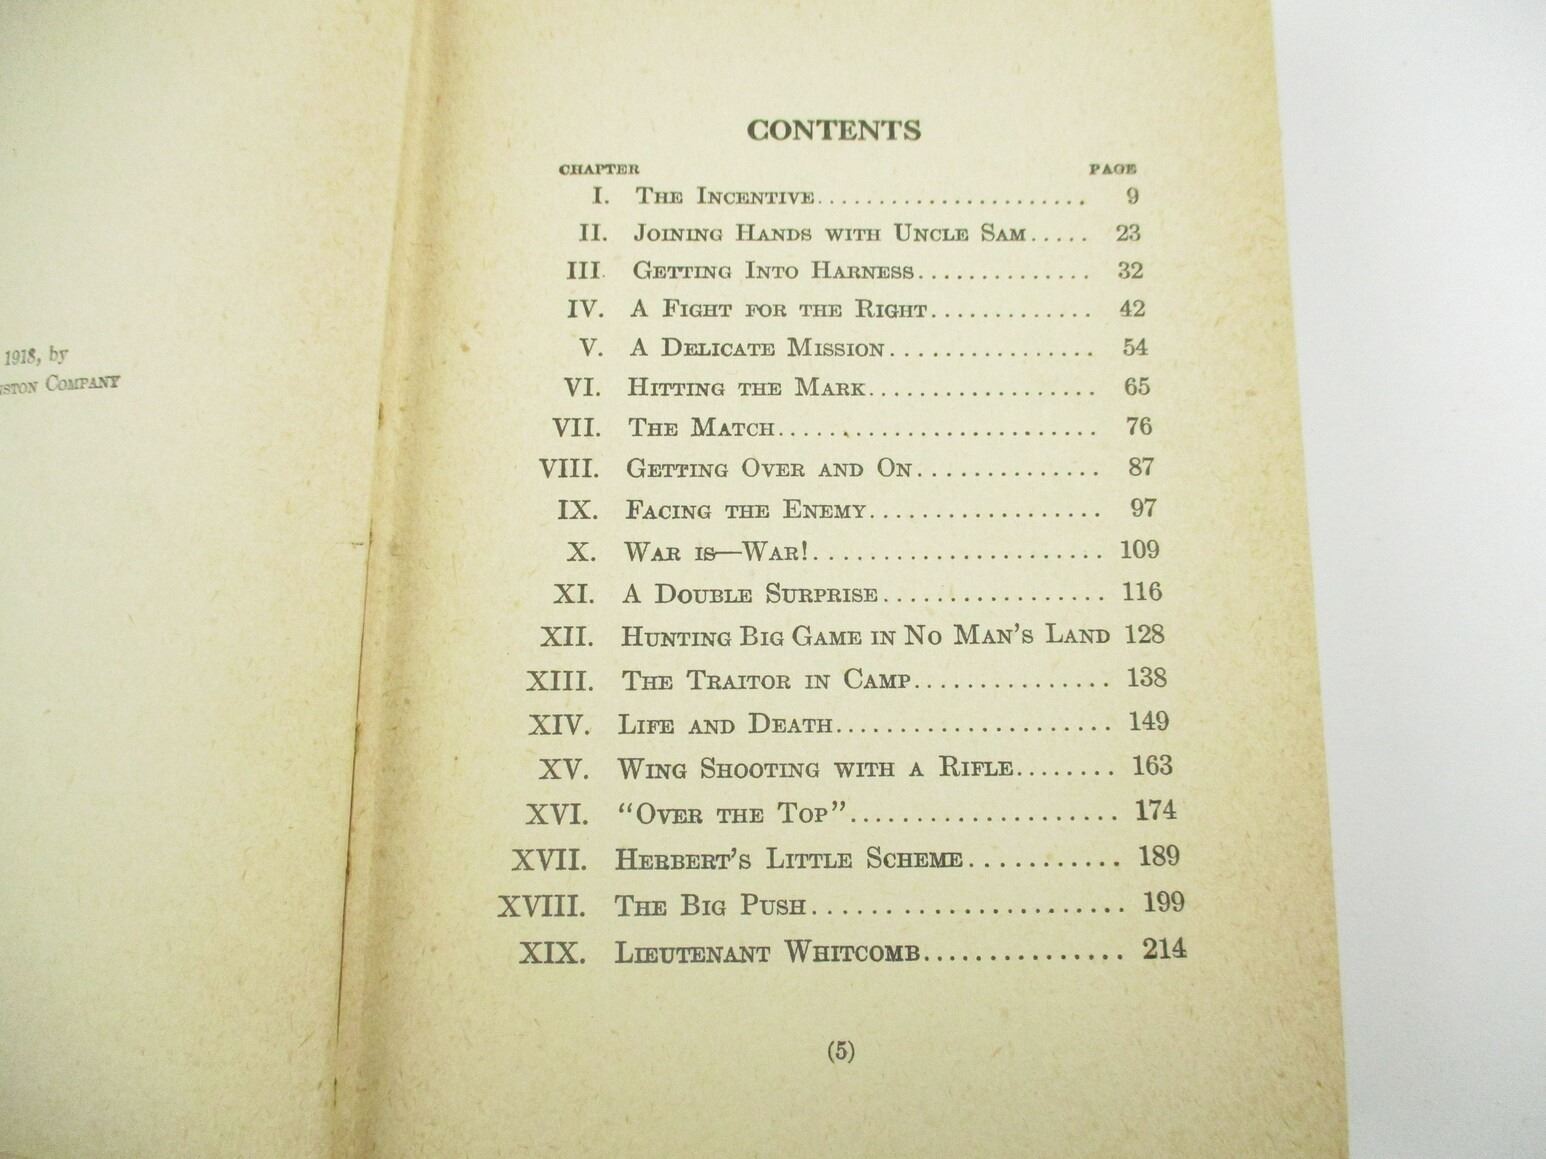 1918, by
Company
CONTENTS
CHAPTER PAGE
I. The Incentive...................... 9
II. Joining Hands with Uncle Sam..... 23
III. Getting Into Harness.............. 32
IV. A Fight for the Right............. 42
V. A Delicate Mission................ 54
VI. Hitting the Mark.................. 65
VII. The Match........................ 76
VIII. Getting Over and On.............. 87
IX. Facing the Enemy.................. 97
X. War is—War!...................... 109
XI. A Double Surprise................. 116
XII. Hunting Big Game in No Man's Land 128
XIII. The Traitor in Camp............... 138
XIV. Life and Death..................... 149
XV. Wing Shooting with a Rifle........ 163
XVI. "Over the Top".................... 174
XVII. Herbert's Little Scheme........... 189
XVIII. The Big Push...................... 199
XIX. Lieutenant Whitcomb............... 214
(5)